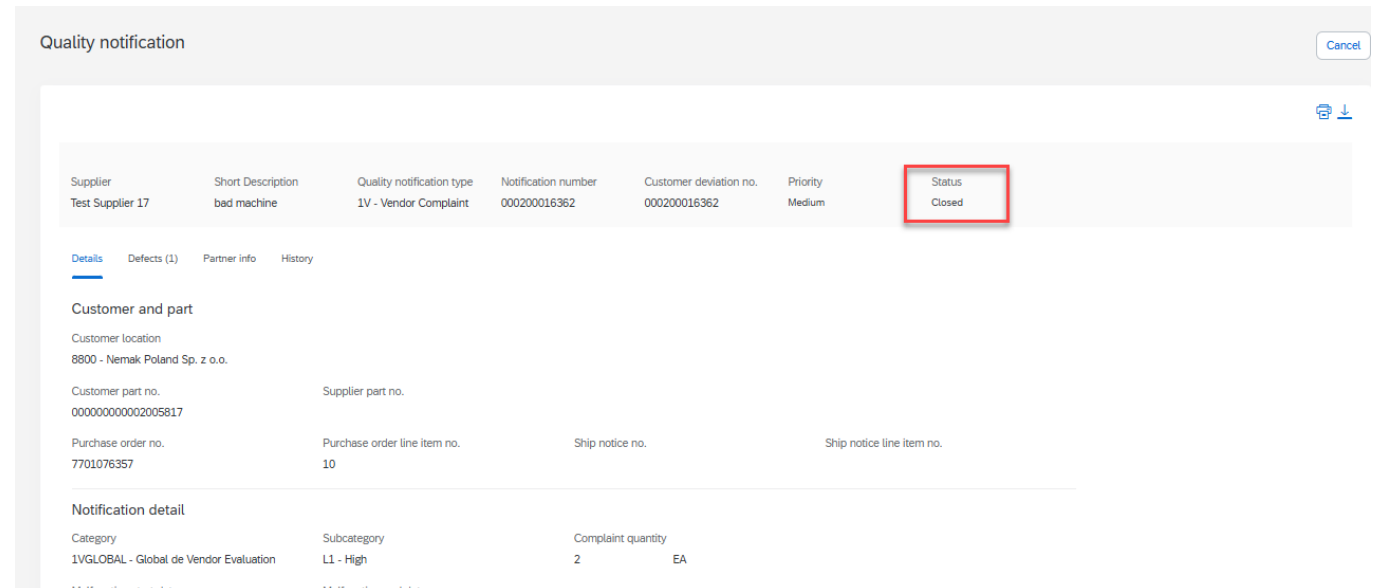 Quality notification
Cancel
Supplier Short Description Quality notification type Notification number Customer deviation no. Priority Status
Test Supplier 17 bad machine 1V - Vendor Complaint 000200016362 000200016362 Medium Closed
Details Defects (1) Partner info History
Customer and part
Customer location
8800 - Nemak Poland Sp. z o.o.
Customer part no. Supplier part no.
000000000002005817
Purchase order no. Purchase order line item no. Ship notice no. Ship notice line item no.
7701076357 10
Notification detail
Category Subcategory Complaint quantity
1VGLOBAL - Global de Vendor Evaluation L1 - High 2 EA